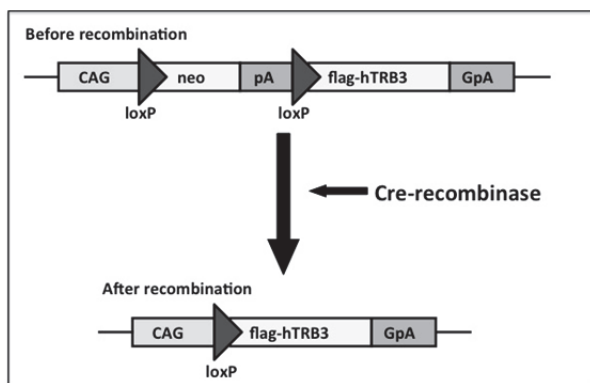 Before recombination
CAG neo pA flag-hTRB3 GpA
loxP loxP
Cre-recombinase
After recombination
CAG flag-hTRB3 GpA
loxP